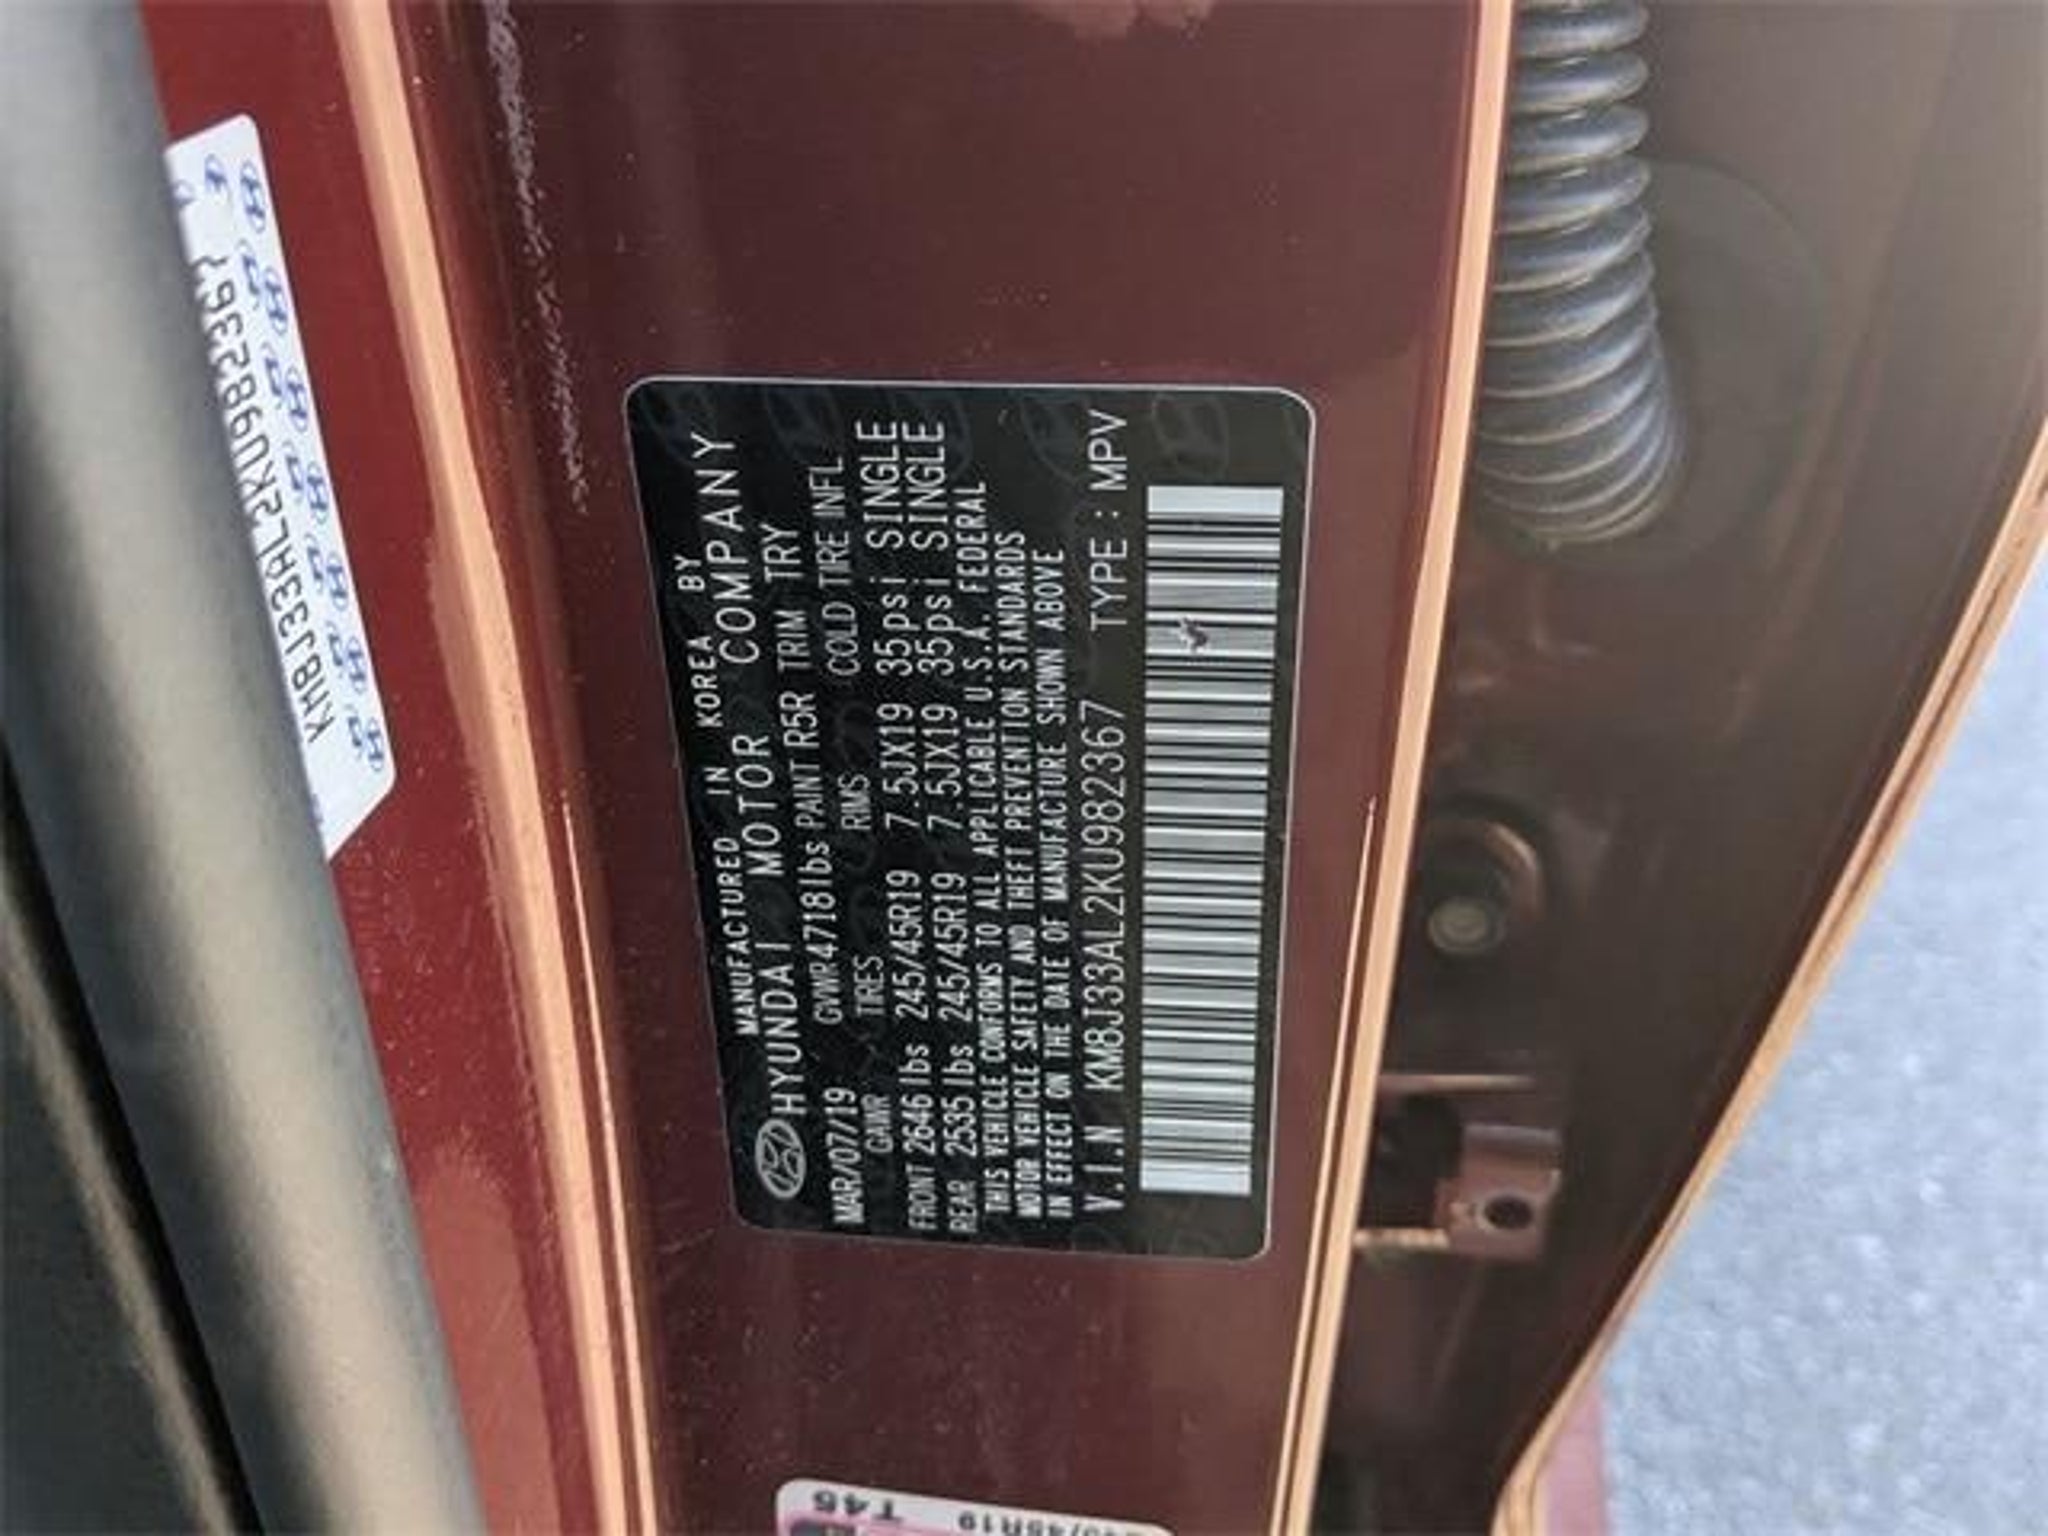 MANUFACTURED IN KOREA BY
HYUNDAI MOTOR COMPANY
MAR/07/19 GVWR4718lbs PAINT R5R TRIM TRY
GAWR TIRES RIMS COLD TIRE INFL
FRONT 2646lbs 245/45R19 7.5JX19 35psi SINGLE
REAR 2535lbs 245/45R19 7.5JX19 35psi SINGLE
THIS VEHICLE CONFORMS TO ALL APPLICABLE U.S.A. FEDERAL
MOTOR VEHICLE SAFETY AND THEFT PREVENTION STANDARDS
IN EFFECT ON THE DATE OF MANUFACTURE SHOWN ABOVE
V.I.N KM8J33AL2KU982367 TYPE : MPV
KM8J33AL2KU982367
T45
245/45R19